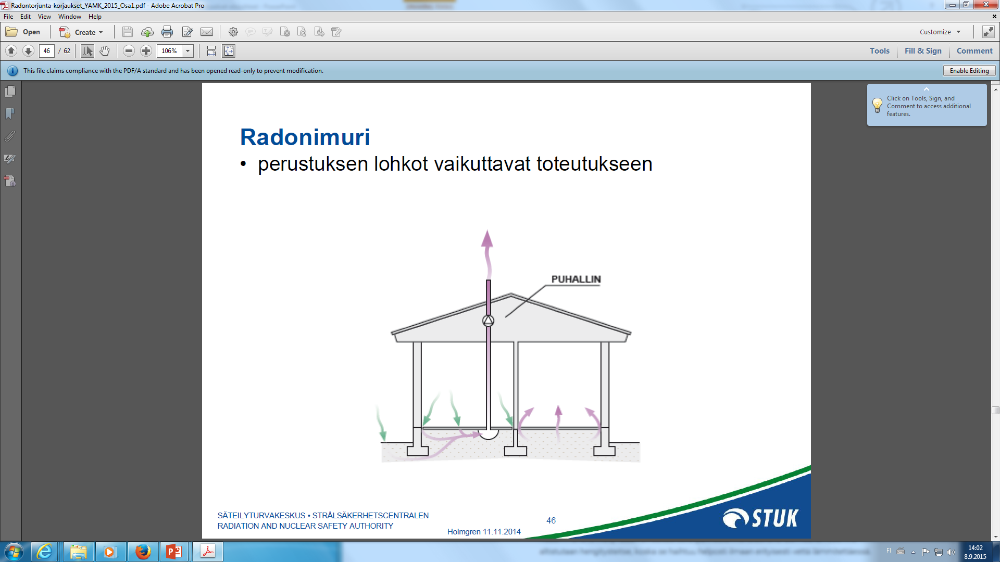 Radontorjunta-korjaukset_YAMK_2015_Osa1.pdf - Adobe Acrobat Pro
File Edit View Window Help
Open Create Customize
46 / 62 106% Tools Fill & Sign Comment
This file claims compliance with the PDF/A standard and has been opened read-only to prevent modification. Enable Editing
Click on Tools, Sign, and
Comment to access additional
features.
Radonimuri
• perustuksen lohkot vaikuttavat toteutukseen
PUHALLIN
SÄTEILYTURVAKESKUS • STRÅLSÄKERHETSCENTRALEN
RADIATION AND NUCLEAR SAFETY AUTHORITY
46
Holmgren 11.11.2014
STUK
FI
14:02
8.9.2015